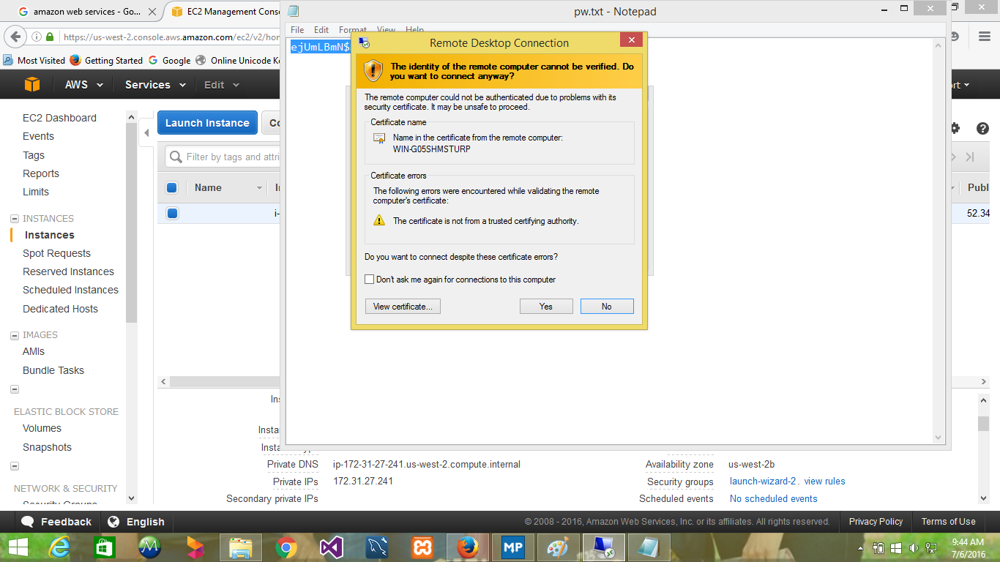 amazon web services - Go...
EC2 Management Conso
pw.txt - Notepad
https://us-west-2.console.aws.amazon.com/ec2/v2/hor
File Edit Format View Help
Most Visited Getting Started Google Online Unicode Ko
ejUmLBmN$
Remote Desktop Connection
The identity of the remote computer cannot be verified. Do
you want to connect anyway?
The remote computer could not be authenticated due to problems with its
security certificate. It may be unsafe to proceed.
Certificate name
Name in the certificate from the remote computer:
WIN-G05SHMSTURP
Certificate errors
The following errors were encountered while validating the remote
computer's certificate:
The certificate is not from a trusted certifying authority.
Do you want to connect despite these certificate errors?
Don't ask me again for connections to this computer
View certificate...
Yes
No
AWS Services Edit
EC2 Dashboard
Events
Tags
Reports
Limits
INSTANCES
Instances
Spot Requests
Reserved Instances
Scheduled Instances
Dedicated Hosts
IMAGES
AMIs
Bundle Tasks
ELASTIC BLOCK STORE
Volumes
Snapshots
NETWORK & SECURITY
Launch Instance
Filter by tags and attri
Name
Publ
i-
52.34
Private DNS ip-172-31-27-241.us-west-2.compute.internal
Private IPs 172.31.27.241
Secondary private IPs
Availability zone us-west-2b
Security groups launch-wizard-2. view rules
Scheduled events No scheduled events
Feedback English
© 2008 - 2016, Amazon Web Services, Inc. or its affiliates. All rights reserved.
Privacy Policy Terms of Use
MP
9:44 AM
7/6/2016